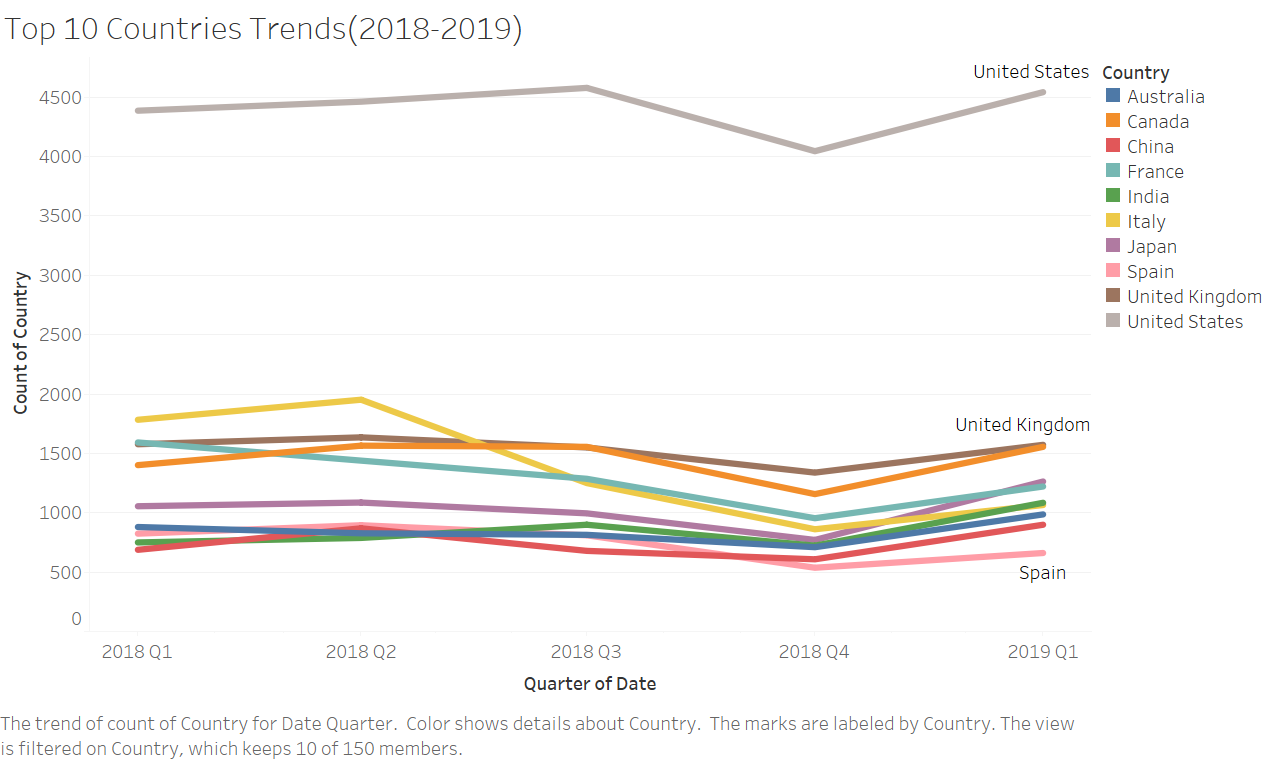 Top 10 Countries Trends(2018-2019)
United States
Country
Australia
Canada
China
France
India
Italy
Japan
Spain
United Kingdom
United States
4500
4000
3500
3000
2500
2000
1500
1000
500
0
Count of Country
United Kingdom
Spain
2018 Q1
2018 Q2
2018 Q3
2018 Q4
2019 Q1
Quarter of Date
The trend of count of Country for Date Quarter.  Color shows details about Country.  The marks are labeled by Country. The view
is filtered on Country, which keeps 10 of 150 members.